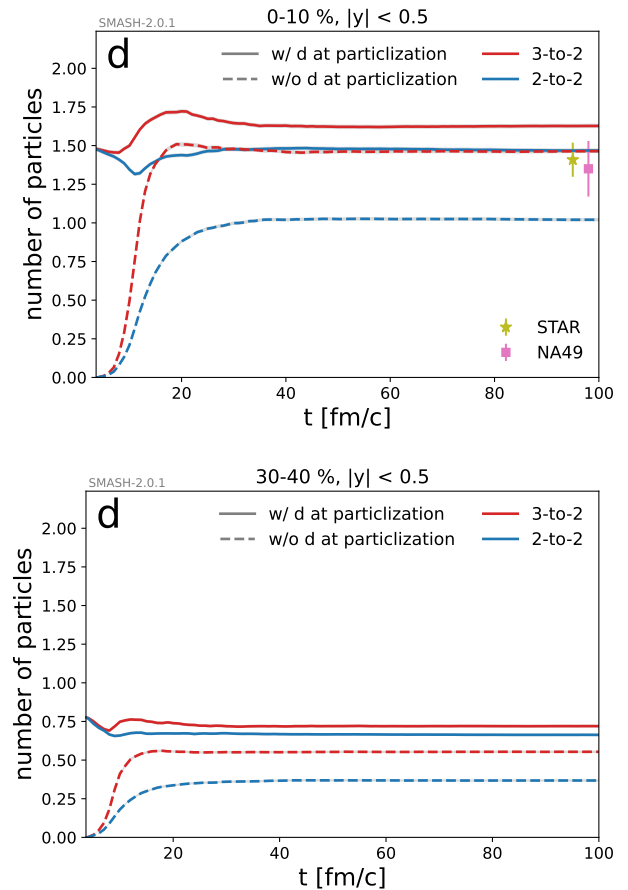 SMASH-2.0.1
0-10 %, |y| < 0.5
d
w/ d at particlization
w/o d at particlization
3-to-2
2-to-2
number of particles
2.00
1.75
1.50
1.25
1.00
0.75
0.50
0.25
0.00
STAR
NA49
20 40 60 80 100
t [fm/c]
SMASH-2.0.1
30-40 %, |y| < 0.5
d
w/ d at particlization
w/o d at particlization
3-to-2
2-to-2
number of particles
2.00
1.75
1.50
1.25
1.00
0.75
0.50
0.25
0.00
20 40 60 80 100
t [fm/c]